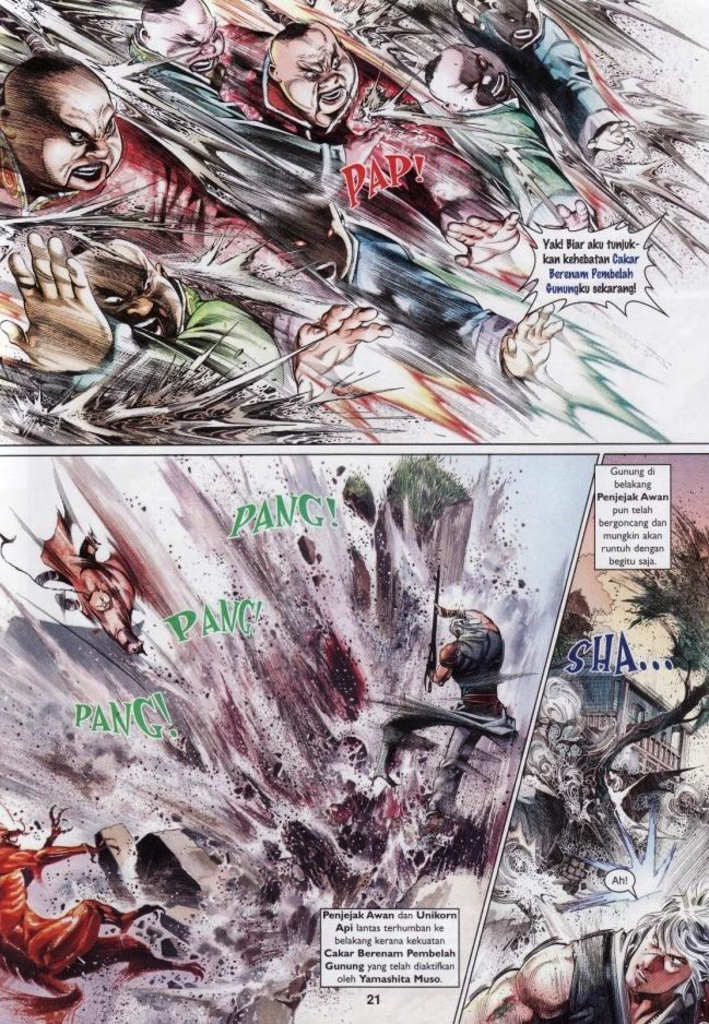 PAP!
Yak! Biar aku tunjuk-
kan kehebatan Cakar
Berenam Pembelah
Gunungku sekarang!
PANG!
PANG!
PANG!
Gunung di
belakang
Penjejak Awan
pun telah
bergoncang dan
mungkin akan
runtuh dengan
begitu saja.
SHA...
Ah!
Penjejak Awan dan Unikorn
Api lantas terhumban ke
belakang kerana kekuatan
Cakar Berenam Pembelah
Gunung yang telah diaktifkan
oleh Yamashita Muso.
21